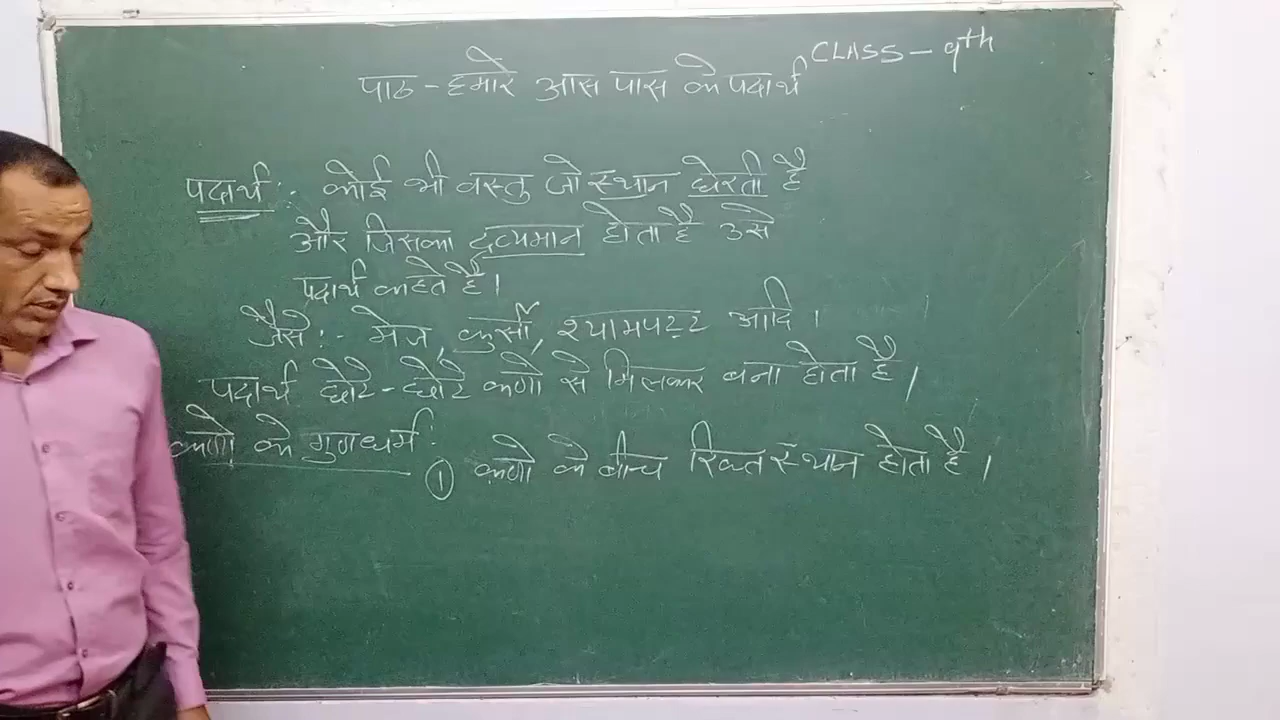 CLASS - 9th
पाठ - हमारे आस पास के पदार्थ
पदार्थ :- कोई भी वस्तु जो स्थान घेरती है
और जिसका द्रव्यमान होता है उसे
पदार्थ कहते है।
जैसे :- मेज, कुर्सी, श्यामपट्ट आदि।
पदार्थ छोटे-छोटे कणो से मिलकर बना होता है।
कणो के गुणधर्म :
① कणो के बीच रिक्त स्थान होता है।